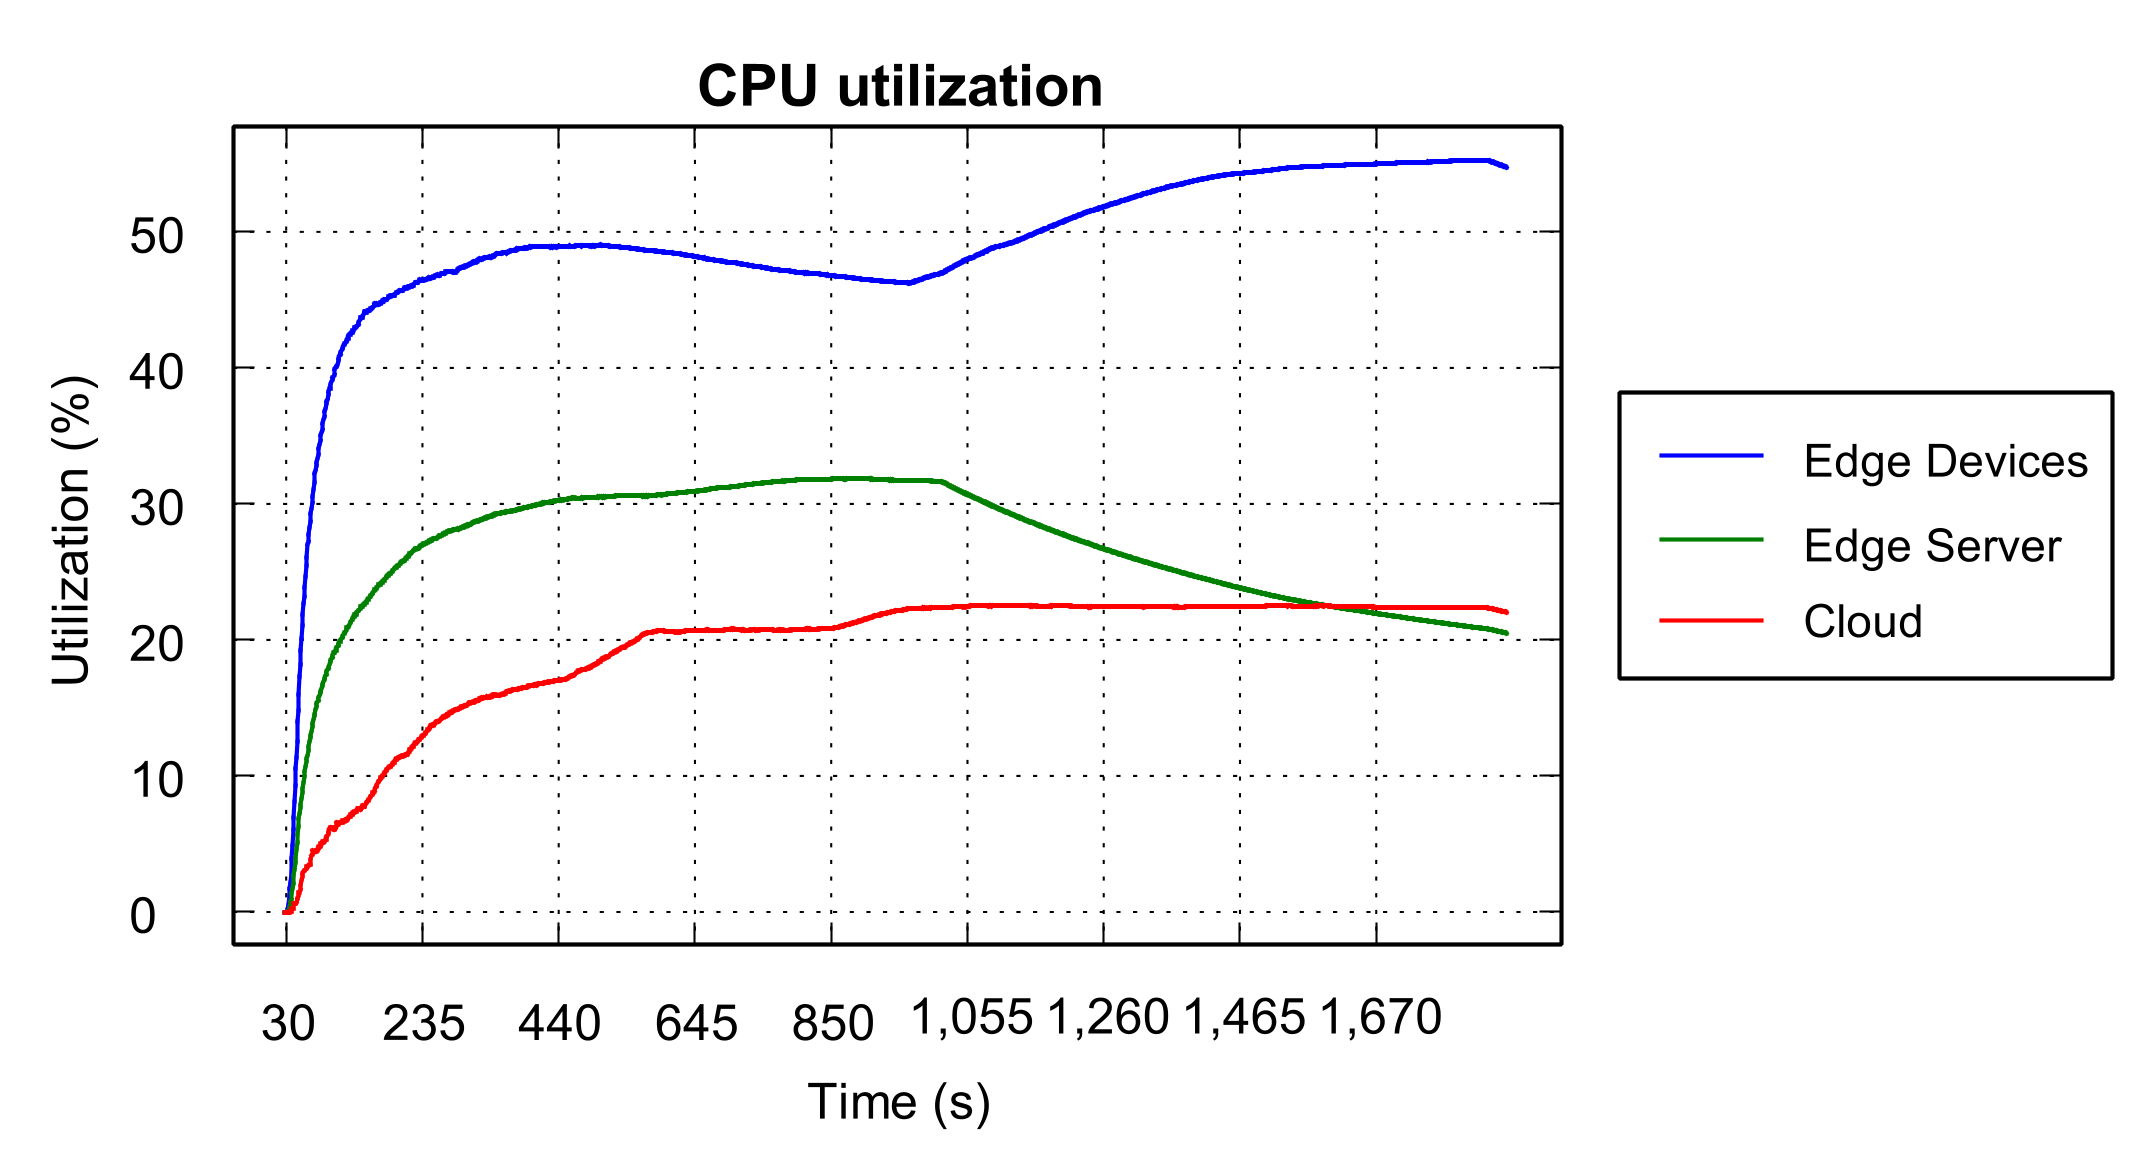 CPU utilization
Utilization (%)
50
40
30
20
10
0
30 235 440 645 850 1,055 1,260 1,465 1,670
Time (s)
Edge Devices
Edge Server
Cloud